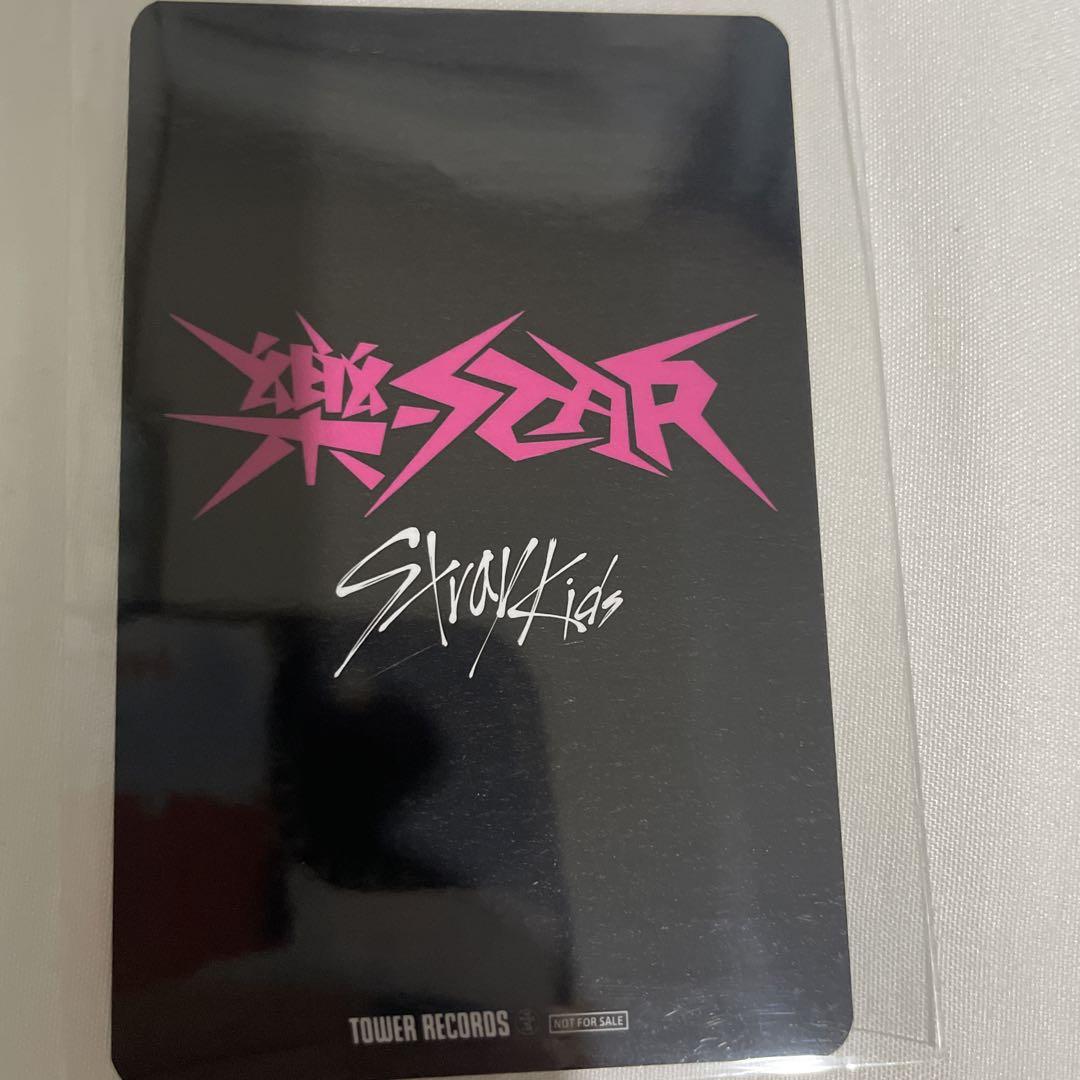 樂-STAR
Stray Kids
TOWER RECORDS NOT FOR SALE